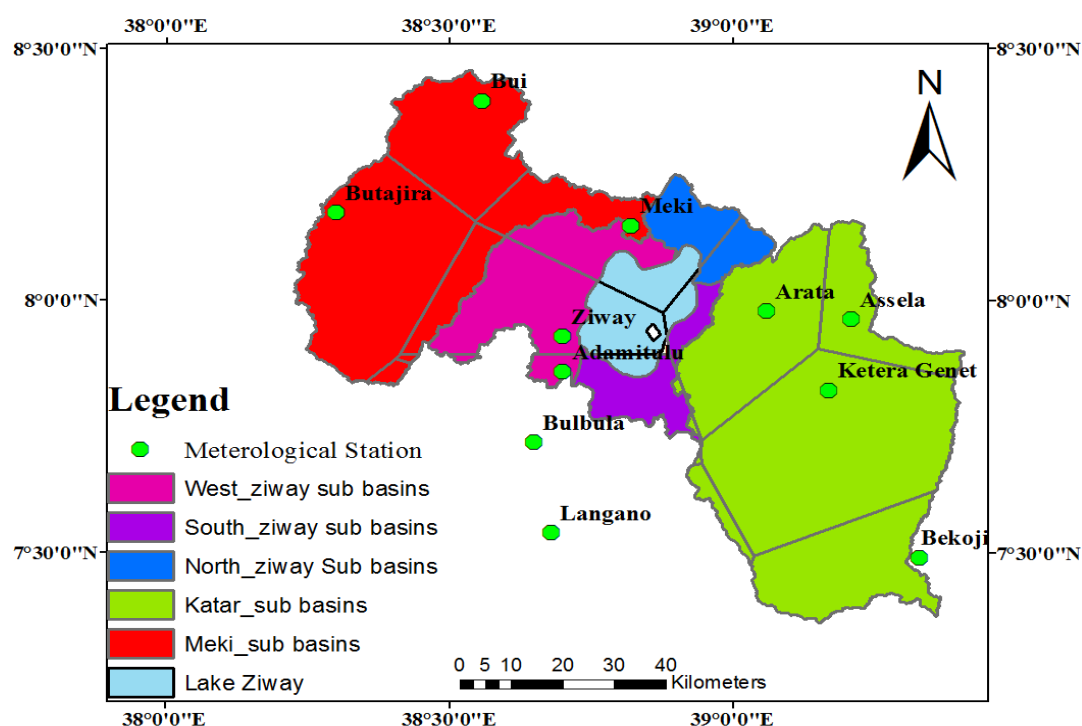 38°0'0"E 38°30'0"E 39°0'0"E
8°30'0"N 8°30'0"N
N
Bui
Butajira
Meki
8°0'0"N 8°0'0"N
Arata
Assela
Ziway
Adamitulu
Ketera Genet
Legend
Bulbula
Meterological Station
West_ziway sub basins
South_ziway sub basins
Langano
Bekoji
7°30'0"N 7°30'0"N
North_ziway Sub basins
Katar_sub basins
Meki_sub basins
Lake Ziway
0 5 10 20 30 40
Kilometers
38°0'0"E 38°30'0"E 39°0'0"E